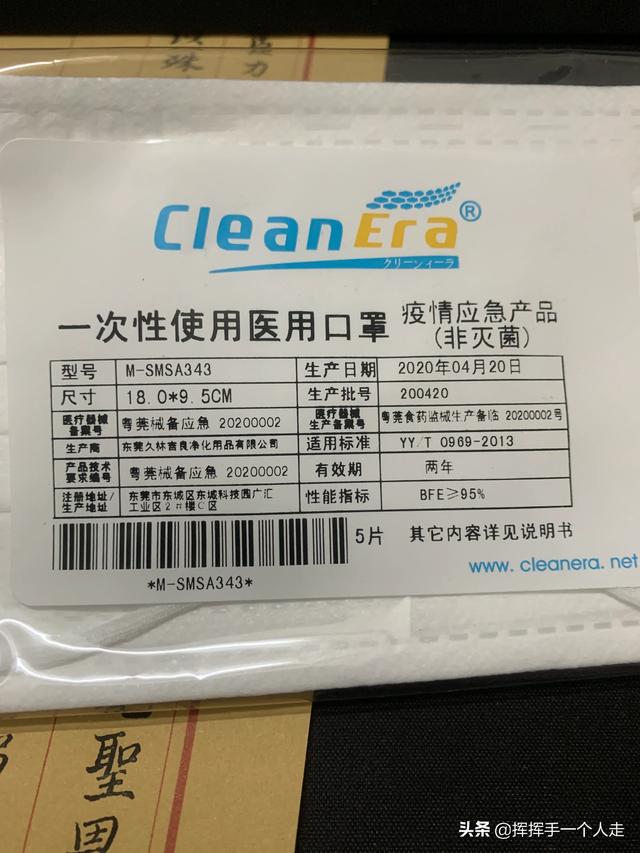 孟力
殊
CleanEra®
クリーンィーラ
一次性使用医用口罩 疫情应急产品
(非灭菌)
型号 M-SMSA343 生产日期 2020年04月20日
尺寸 18.0*9.5CM 生产批号 200420
医疗器械备案号 粤莞械备应急 20200002 医疗器械生产备案号 粤莞食药监械生产备临 20200002号
生产商 东莞久林言良净化用品有限公司 适用标准 YY/T 0969-2013
产品技术要求编号 粤莞械备应急 20200002 有效期 两年
注册地址/生产地址 东莞市东城区东城科技园广汇工业区2#楼C区 性能指标 BFE≥95%
5片 其它内容详见说明书
*M-SMSA343*
www.cleanera.net
聖
恩
头条 @挥挥手一个人走